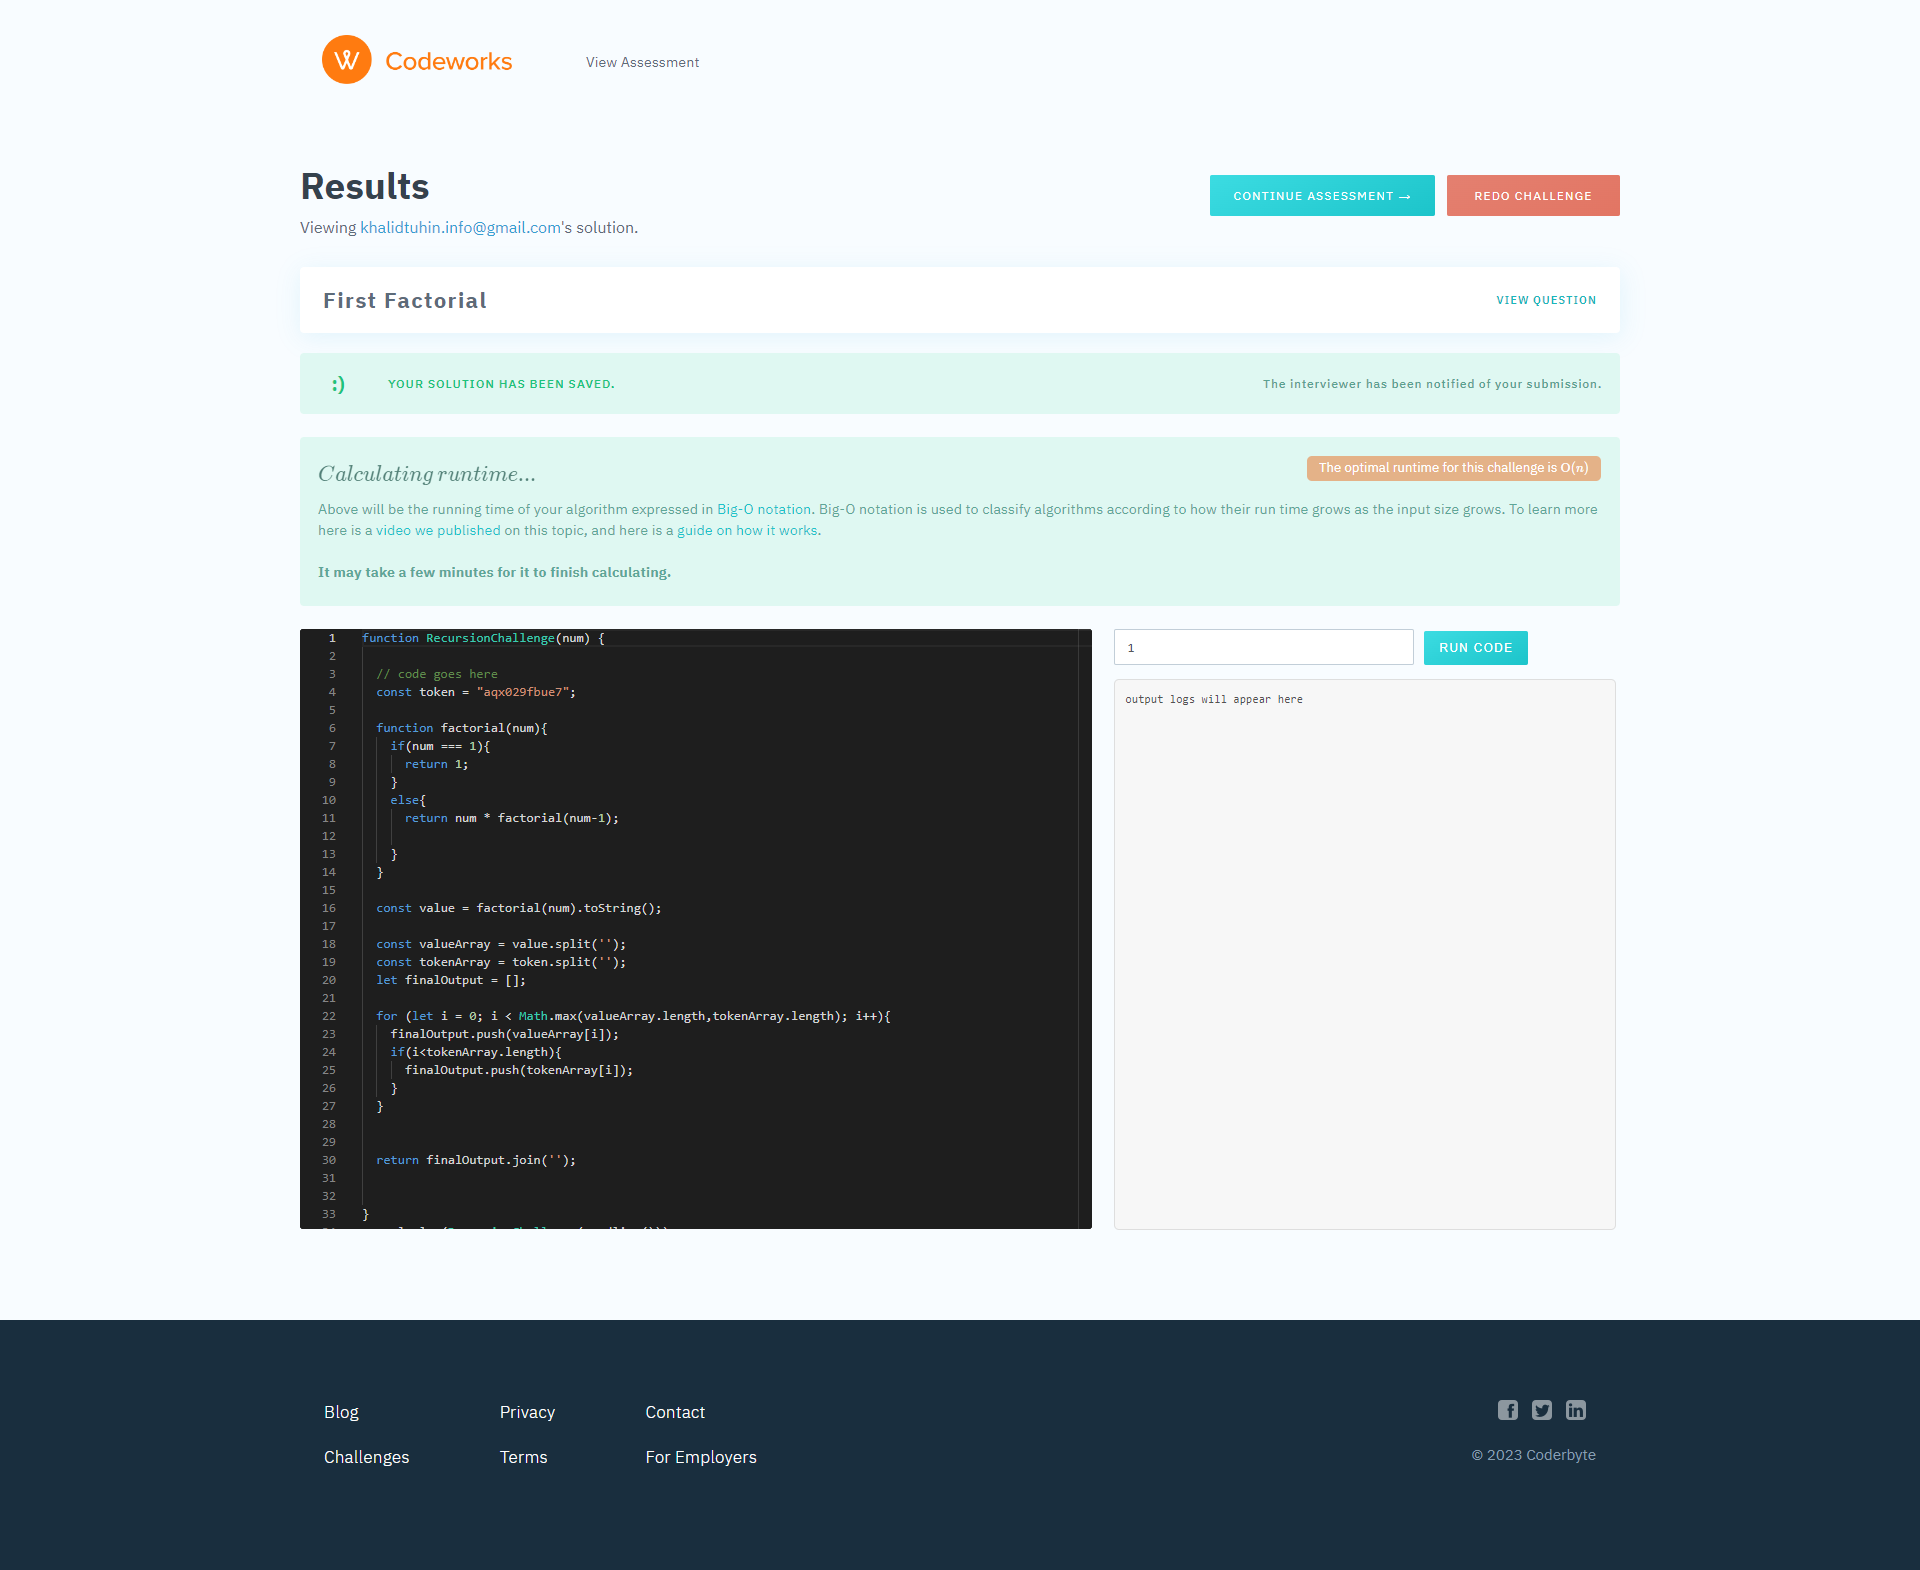 Codeworks
View Assessment
Results
CONTINUE ASSESSMENT →
REDO CHALLENGE
Viewing khalidtuhin.info@gmail.com's solution.
First Factorial
VIEW QUESTION
:)
YOUR SOLUTION HAS BEEN SAVED.
The interviewer has been notified of your submission.
Calculating runtime...
The optimal runtime for this challenge is O(n)
Above will be the running time of your algorithm expressed in Big-O notation. Big-O notation is used to classify algorithms according to how their run time grows as the input size grows. To learn more
here is a video we published on this topic, and here is a guide on how it works.
It may take a few minutes for it to finish calculating.
1 function RecursionChallenge(num) {
2
3 // code goes here
4 const token = "aqx029fbue7";
5
6 function factorial(num){
7 if(num === 1){
8 return 1;
9 }
10 else{
11 return num * factorial(num-1);
12
13 }
14 }
15
16 const value = factorial(num).toString();
17
18 const valueArray = value.split('');
19 const tokenArray = token.split('');
20 let finalOutput = [];
21
22 for (let i = 0; i < Math.max(valueArray.length,tokenArray.length); i++){
23 finalOutput.push(valueArray[i]);
24 if(i<tokenArray.length){
25 finalOutput.push(tokenArray[i]);
26 }
27 }
28
29
30 return finalOutput.join('');
31
32
33 }
1
RUN CODE
output logs will appear here
Blog
Privacy
Contact
Challenges
Terms
For Employers
© 2023 Coderbyte